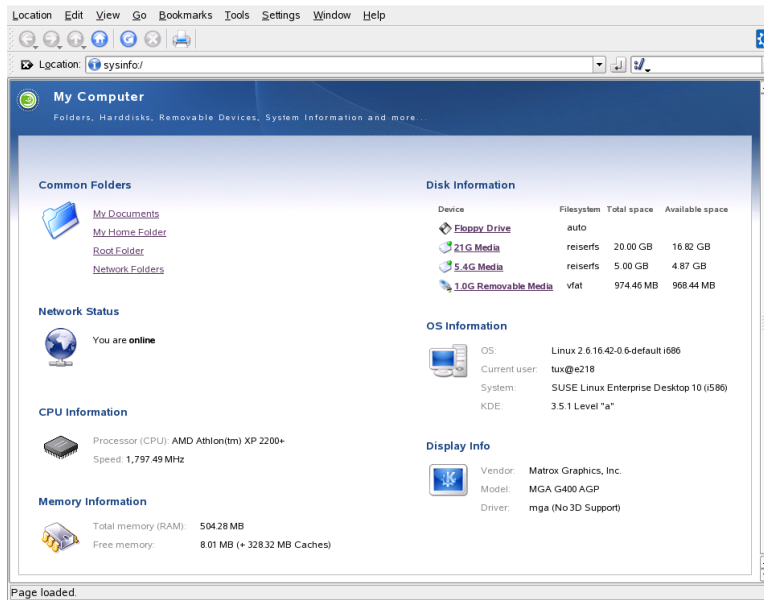 Location Edit View Go Bookmarks Tools Settings Window Help
Location: sysinfo:/
My Computer
Folders, Harddisks, Removable Devices, System Information and more...
Common Folders
My Documents
My Home Folder
Root Folder
Network Folders
Network Status
You are online
CPU Information
Processor (CPU): AMD Athlon(tm) XP 2200+
Speed: 1,797.49 MHz
Memory Information
Total memory (RAM): 504.28 MB
Free memory: 8.01 MB (+ 328.32 MB Caches)
Disk Information
Device Filesystem Total space Available space
Floppy Drive auto
21G Media reiserfs 20.00 GB 16.82 GB
5.4G Media reiserfs 5.00 GB 4.87 GB
1.0G Removable Media vfat 974.46 MB 968.44 MB
OS Information
OS: Linux 2.6.16.42-0.6-default i686
Current user: tux@e218
System: SUSE Linux Enterprise Desktop 10 (i586)
KDE: 3.5.1 Level "a"
Display Info
Vendor: Matrox Graphics, Inc.
Model: MGA G400 AGP
Driver: mga (No 3D Support)
Page loaded.